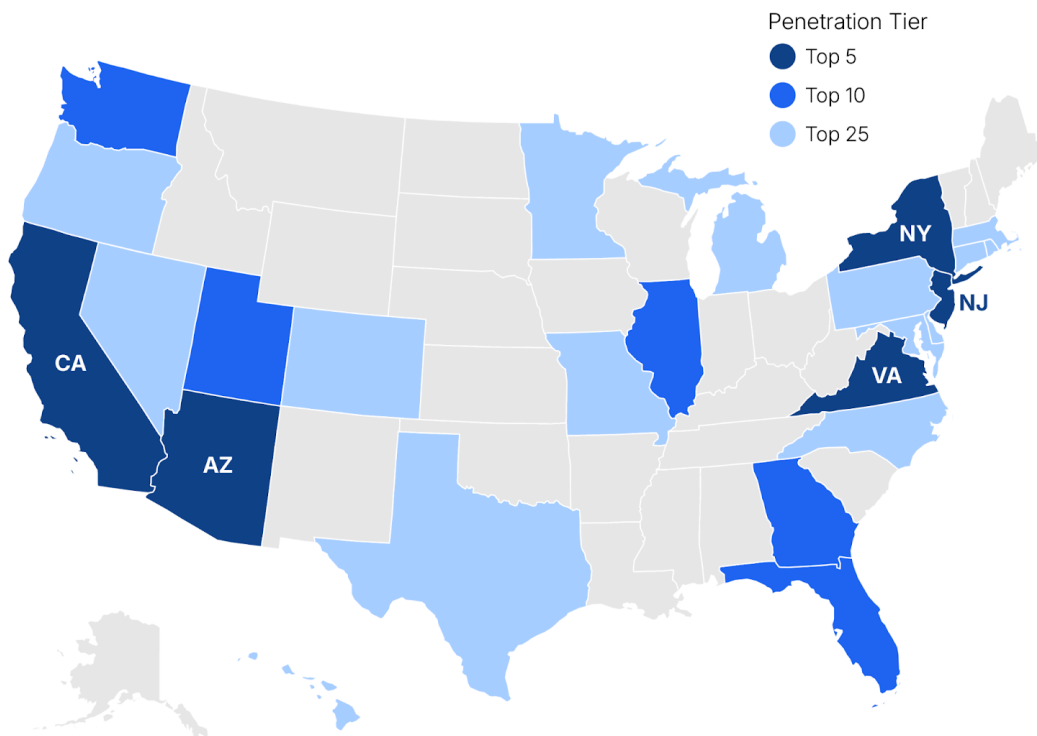 Penetration Tier
Top 5
Top 10
Top 25
NY
NJ
CA
VA
AZ